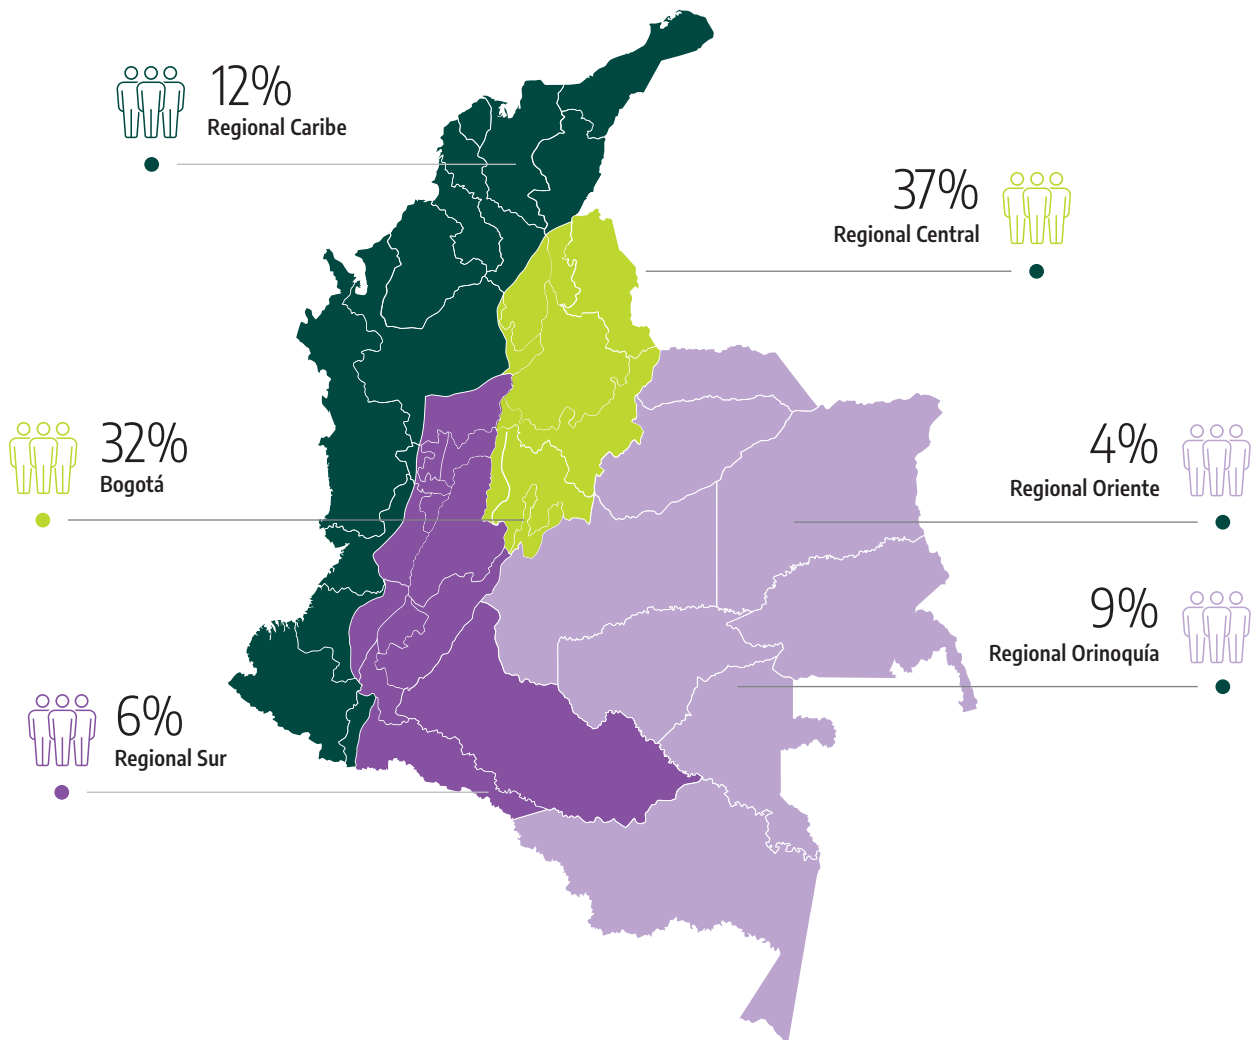 12%
Regional Caribe
37%
Regional Central
32%
Bogotá
4%
Regional Oriente
9%
Regional Orinoquía
6%
Regional Sur